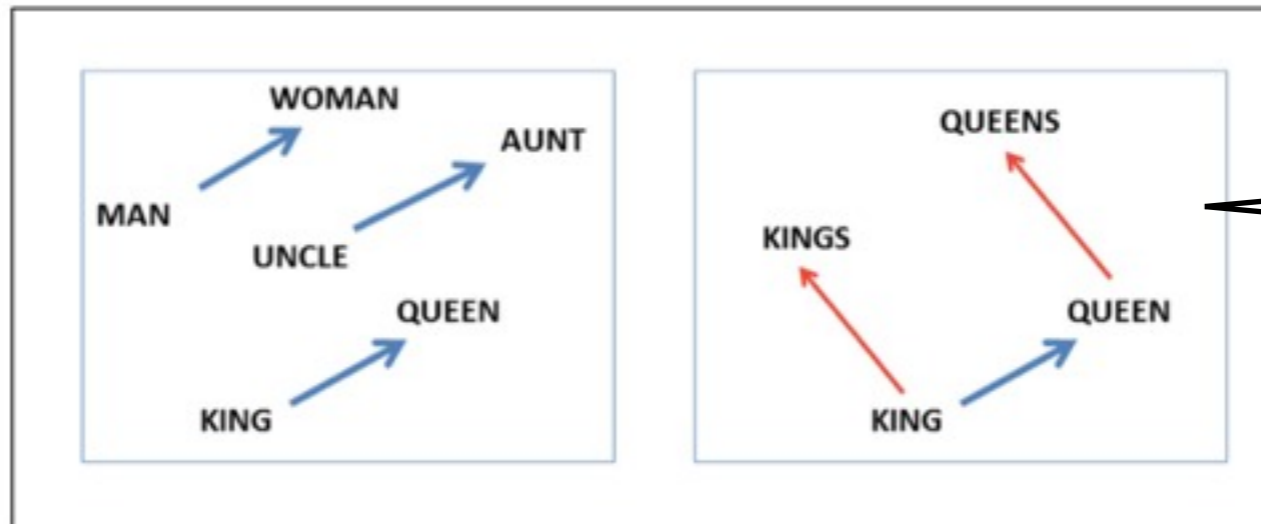 WOMAN
AUNT
MAN
UNCLE
QUEEN
KING
QUEENS
KINGS
QUEEN
KING